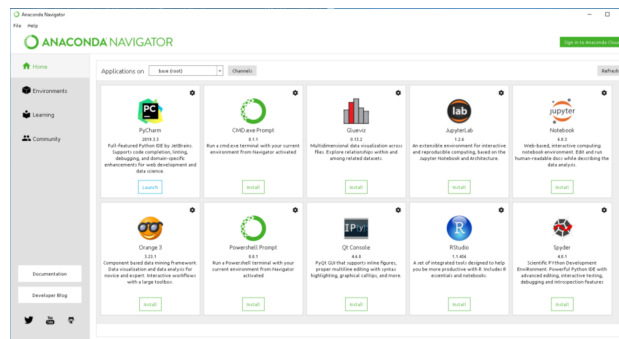 Anaconda Navigator
File Help
ANACONDA NAVIGATOR
Sign in to Anaconda Cloud
Home
Applications on base (root) Channels
Refresh
Environments
Learning
Community
PC
PyCharm
2019.3.3
Full-featured Python IDE by JetBrains.
Supports code completion, linting,
debugging, and domain-specific
enhancements for web development and
data science.
Launch
CMD.exe Prompt
0.1.1
Run a cmd.exe terminal with your current
environment from Navigator activated
Install
Glueviz
0.15.2
Multidimensional data visualization across
files. Explore relationships within and
among related datasets.
Install
lab
JupyterLab
1.2.6
An extensible environment for interactive
and reproducible computing, based on the
Jupyter Notebook and Architecture.
Install
jupyter
Notebook
6.0.3
Web-based, interactive computing
notebook environment. Edit and run
human-readable docs while describing the
data analysis.
Install
Orange 3
3.23.1
Component based data mining framework.
Data visualization and data analysis for
novice and expert. Interactive workflows
with a large toolbox.
Install
Powershell Prompt
0.0.1
Run a Powershell terminal with your
current environment from Navigator
activated
Install
IP[y]:
Qt Console
4.6.0
PyQt GUI that supports inline figures,
proper multiline editing with syntax
highlighting, graphical calltips, and more.
Install
R
RStudio
1.1.456
A set of integrated tools designed to help
you be more productive with R. Includes R
essentials and notebooks.
Install
Spyder
4.0.1
Scientific PYthon Development
EnviRonment. Powerful Python IDE with
advanced editing, interactive testing,
debugging and introspection features
Install
Documentation
Developer Blog